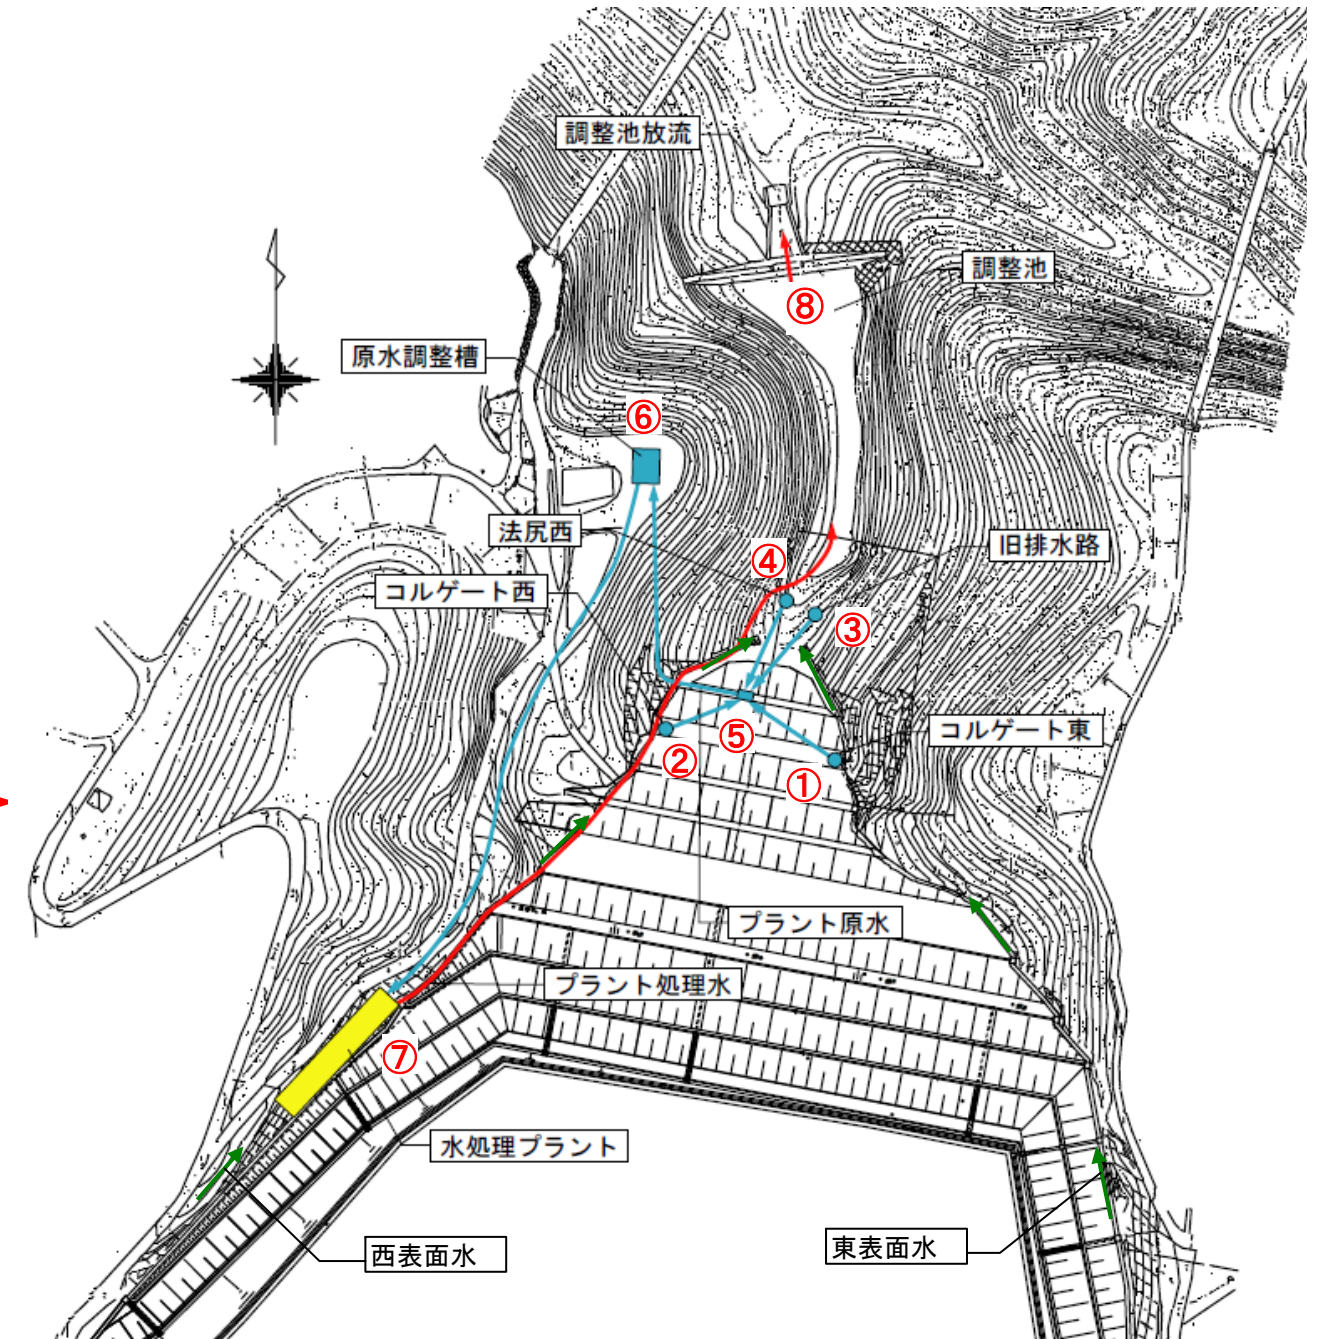 調整池放流
調整池
⑧
原水調整槽
⑥
法尻西
旧排水路
④
コルゲート西
③
コルゲート東
⑤
②
①
プラント原水
プラント処理水
⑦
水処理プラント
西表面水
東表面水